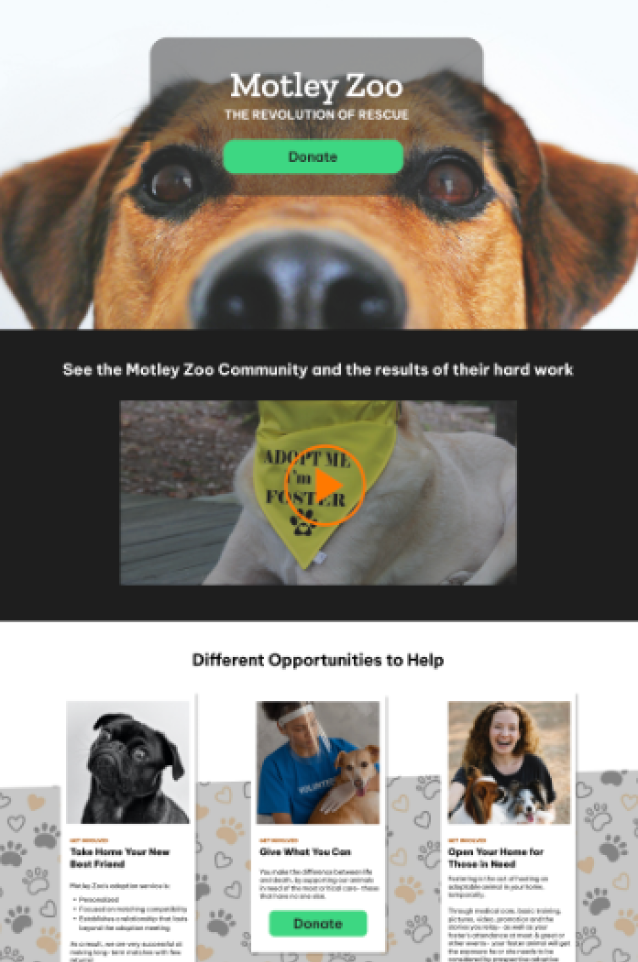 Motley Zoo
THE REVOLUTION OF RESCUE
Donate
See the Motley Zoo Community and the results of their hard work
ADOPT ME
I'm
FOSTER
Different Opportunities to Help
GET INVOLVED
Take Home Your New
Best Friend
Motley Zoo's adoption service is:
• Personalized
• Focused on matching compatibility
• Establishes a relationship that lasts
beyond the adoption meeting
As a result, we are very successful at
making long-term matches with few
returns!
VOLUNTEER
GET INVOLVED
Give What You Can
You make the difference between life
and death, by supporting our animals
in need of the most critical care- those
that have no one else.
Donate
GET INVOLVED
Open Your Home for
Those in Need
Fostering is the act of hosting an
adoptable animal in your home,
temporarily.
Through medical care, basic training,
pictures, video, promotion and the
stories you relay- as well as your
foster's attendance at meet & greet or
other events - your foster animal will get
the exposure he or she needs to be
considered by prospective adoptive